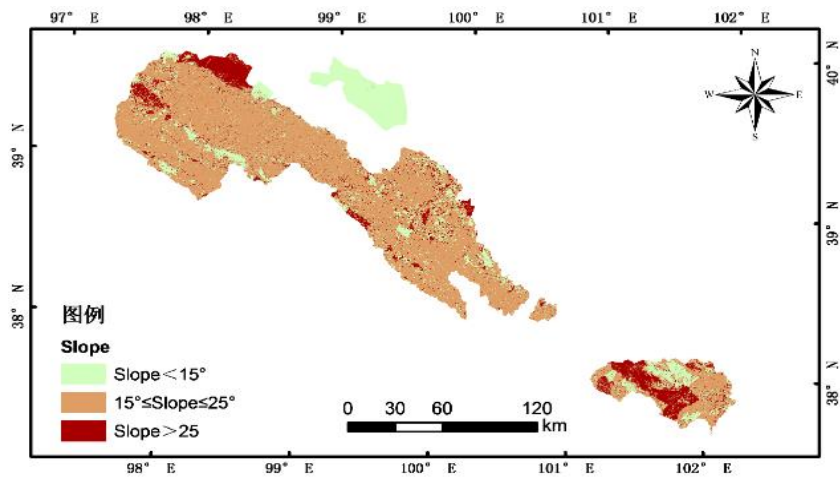 97° E 98° E 99° E 100° E 101° E 102° E
40° N
39° N
39° N
38° N
38° N
N
W E
S
图例
Slope
Slope＜15°
15°≤Slope≤25°
Slope＞25
0 30 60 120
km
98° E 99° E 100° E 101° E 102° E